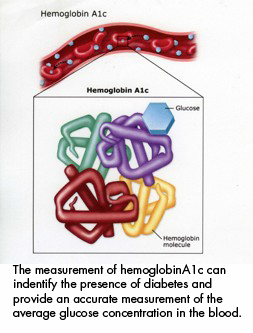 Hemoglobin A1c
Hemoglobin A1c
Glucose
Hemoglobin
molecule
The measurement of hemoglobinA1c can
indentify the presence of diabetes and
provide an accurate measurement of the
average glucose concentration in the blood.